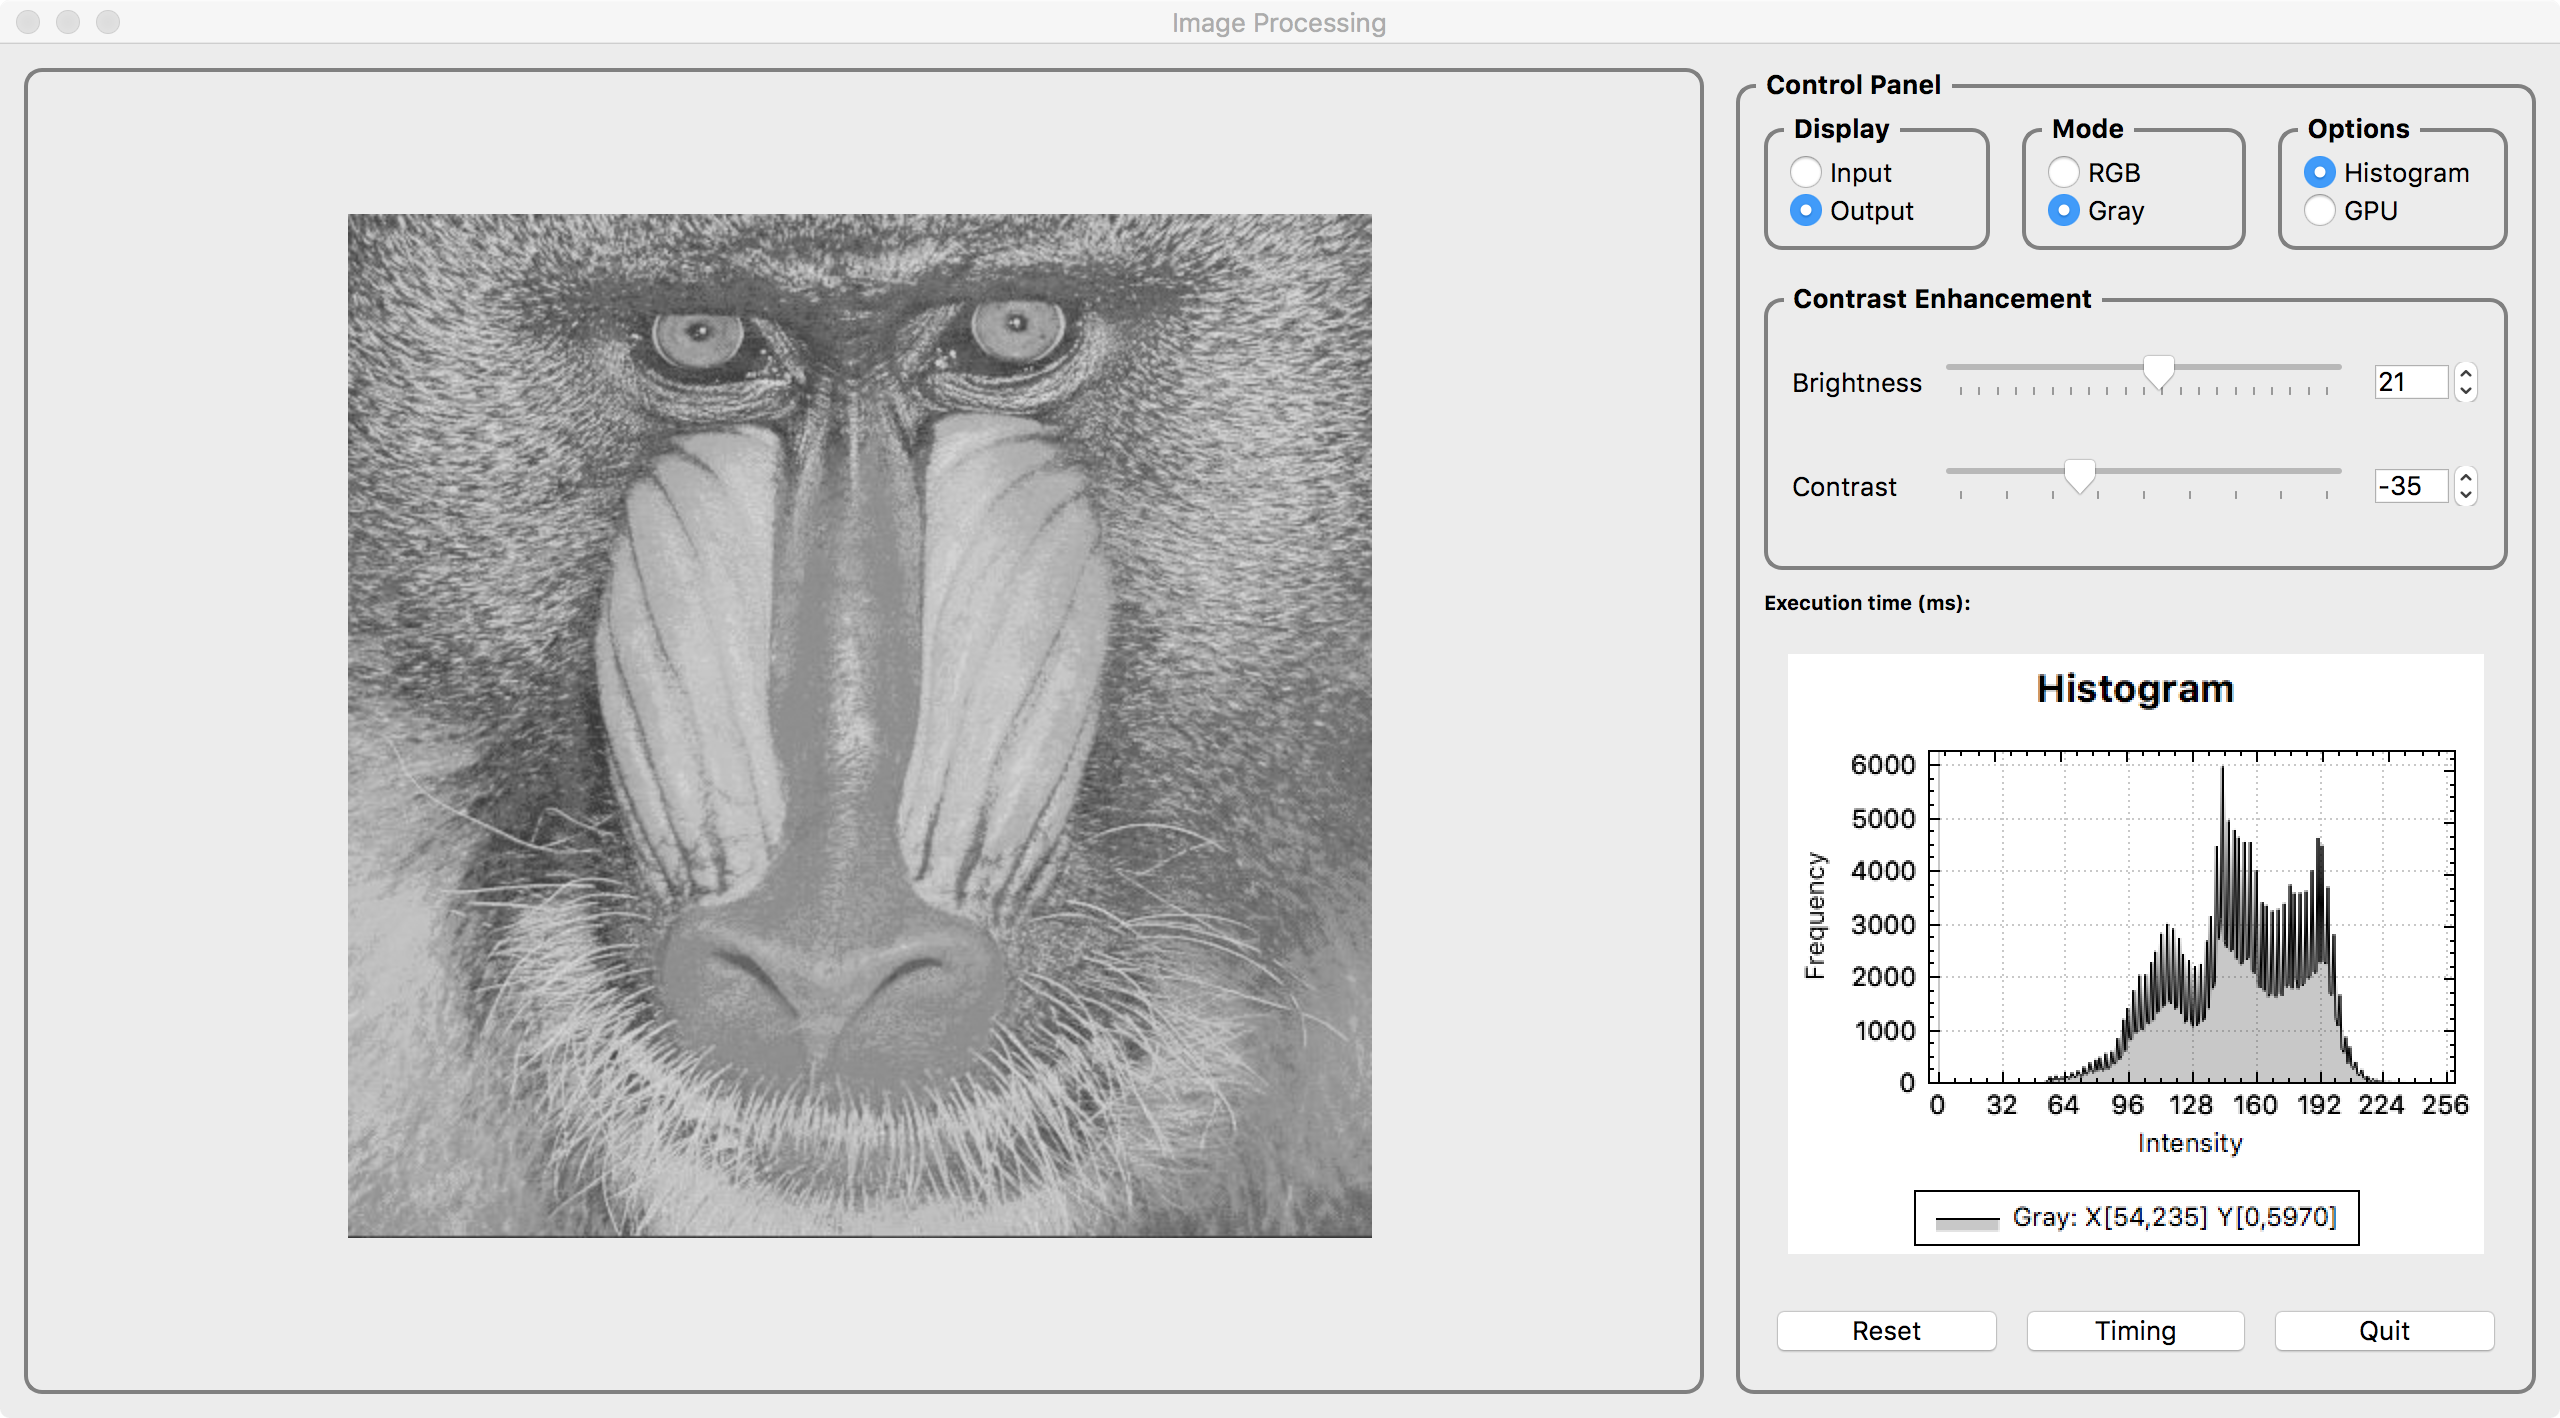 Image Processing
Control Panel
Display
Input
Output
Mode
RGB
Gray
Options
Histogram
GPU
Contrast Enhancement
Brightness 21
Contrast -35
Execution time (ms):
Histogram
Frequency
6000
5000
4000
3000
2000
1000
0
0 32 64 96 128 160 192 224 256
Intensity
Gray: X[54,235] Y[0,5970]
Reset Timing Quit